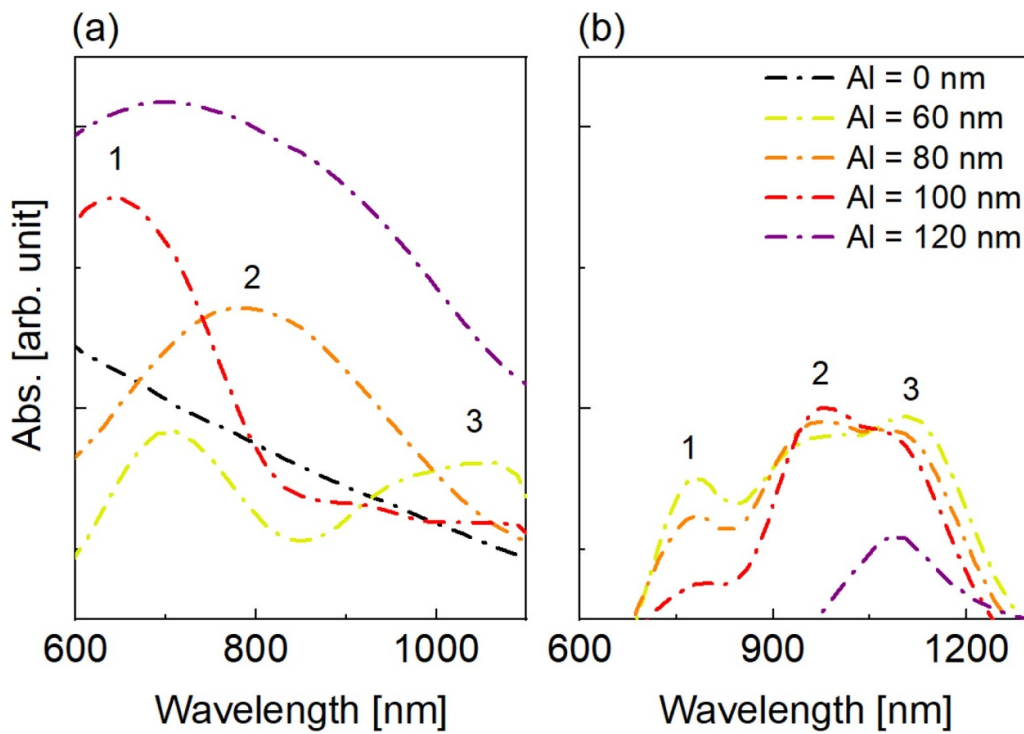 (a)
(b)
Al = 0 nm
Al = 60 nm
Al = 80 nm
Al = 100 nm
Al = 120 nm
1
2
3
1
2
3
Abs. [arb. unit]
600
800
1000
600
900
1200
Wavelength [nm]
Wavelength [nm]